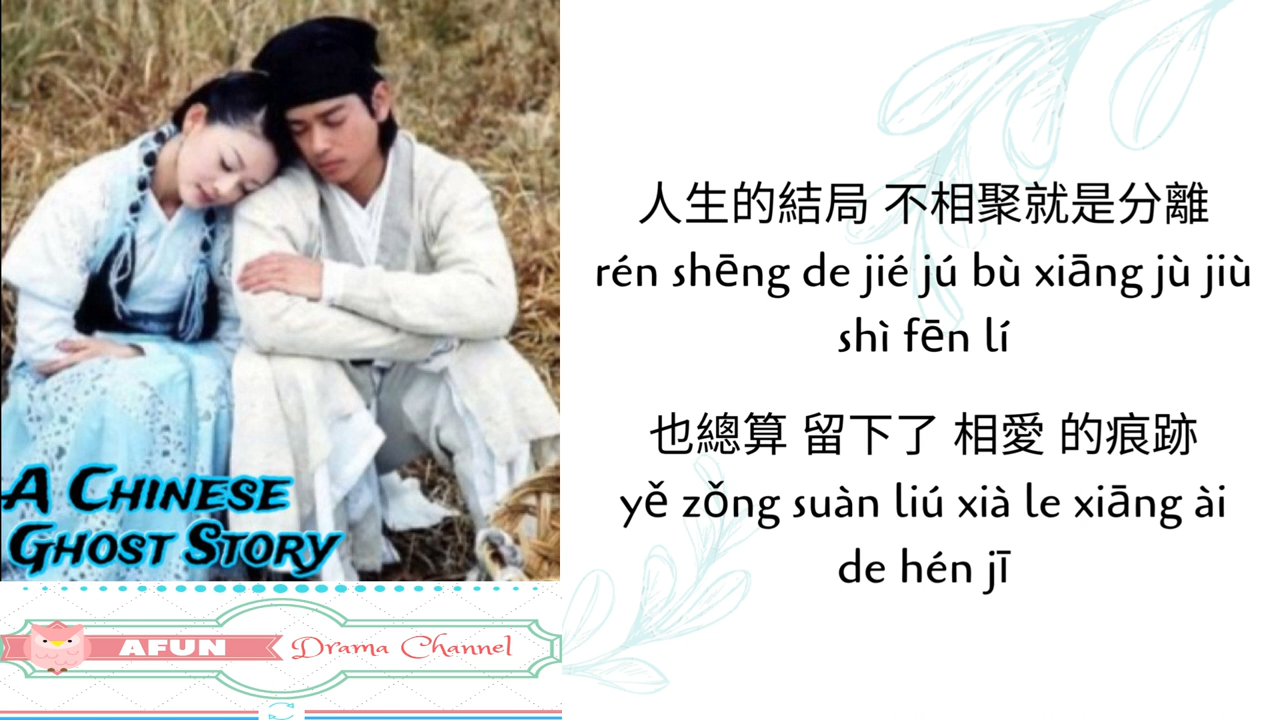 人生的結局 不相聚就是分離
rén shēng de jié jú bù xiāng jù jiù
shì fēn lí
也總算 留下了 相愛 的痕跡
yě zǒng suàn liú xià le xiāng ài
de hén jī
A CHINESE
GHOST STORY
AFUN Drama Channel